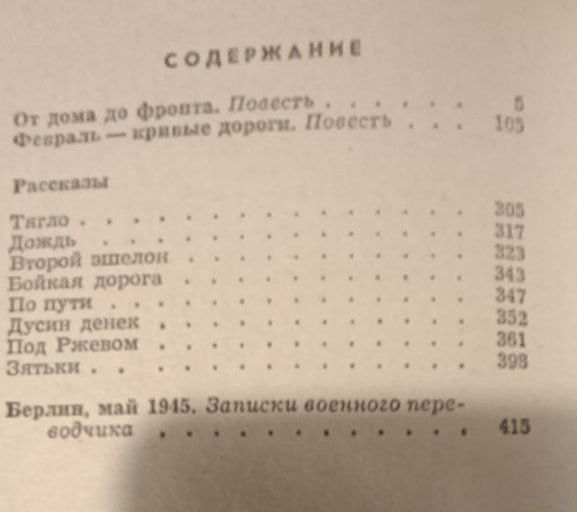 СОДЕРЖАНИЕ
От дома до фронта. Повесть . . . . . . 5
Февраль — кривые дороги. Повесть . . . 105
Рассказы
Тягло . . . . . . . . . . . . . 305
Дождь . . . . . . . . . . . . 317
Второй эшелон . . . . . . . . . 323
Бойкая дорога . . . . . . . . . 343
По пути . . . . . . . . . . . . 347
Дусин денек . . . . . . . . . . 352
Под Ржевом . . . . . . . . . . 361
Зятьки . . . . . . . . . . . . 398
Берлин, май 1945. Записки военного пере-
водчика . . . . . . . . . . . 415